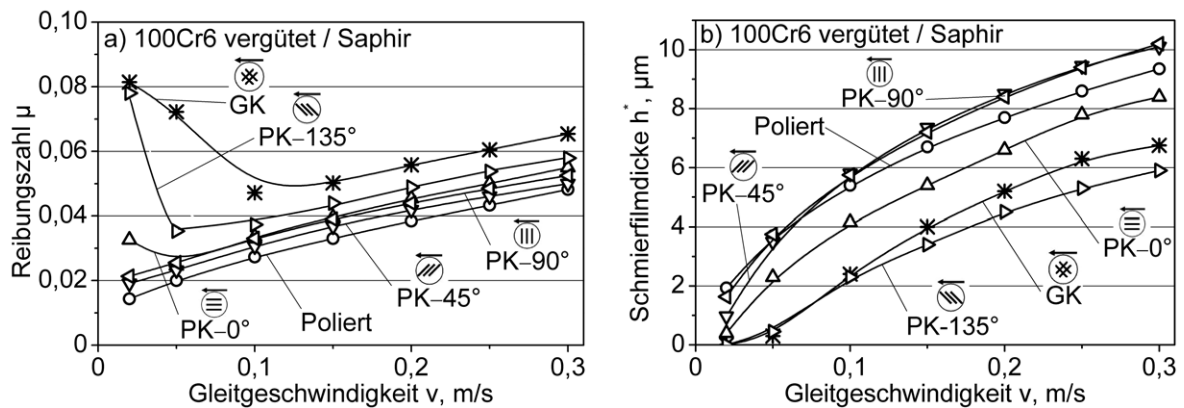 a) 100Cr6 vergütet / Saphir
Reibungszahl µ
0,10
0,08
0,06
0,04
0,02
0
GK
PK–135°
PK–90°
PK–45°
PK–0°
Poliert
0
0,1
0,2
0,3
Gleitgeschwindigkeit v, m/s
b) 100Cr6 vergütet / Saphir
Schmierfilmdicke h*, µm
10
8
6
4
2
0
PK–90°
Poliert
PK–45°
PK–0°
GK
PK-135°
0
0,1
0,2
0,3
Gleitgeschwindigkeit v, m/s